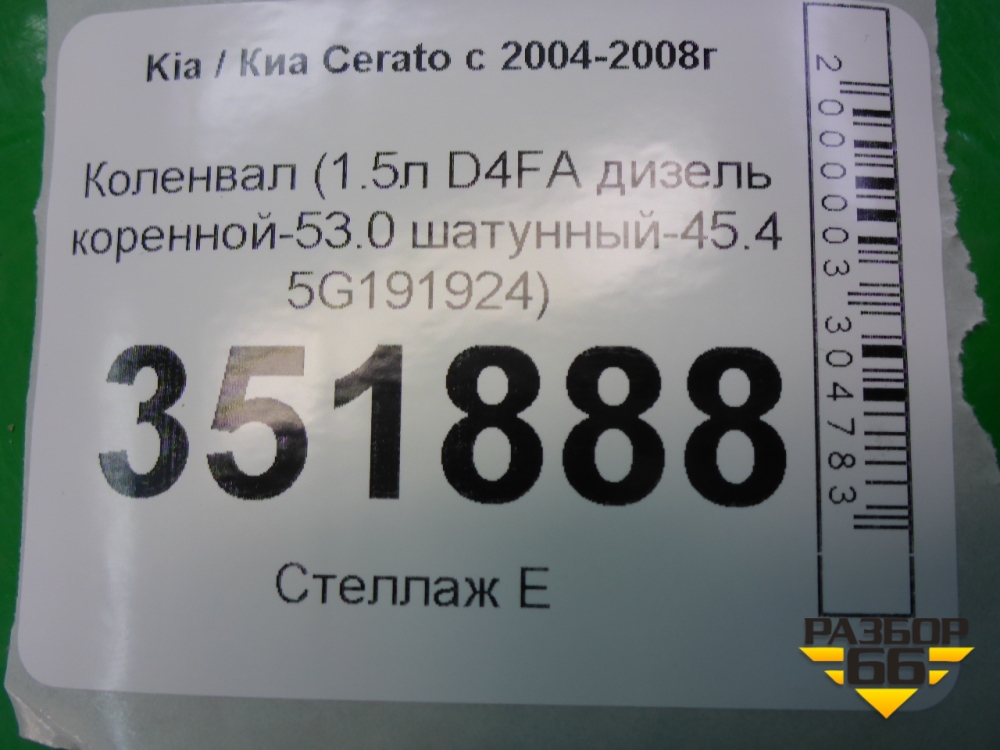 Kia / Киа Cerato с 2004-2008г
Коленвал (1.5л D4FA дизель
коренной-53.0 шатунный-45.4
5G191924)
351888
Стеллаж E
2000003304783
РАЗБОР
66